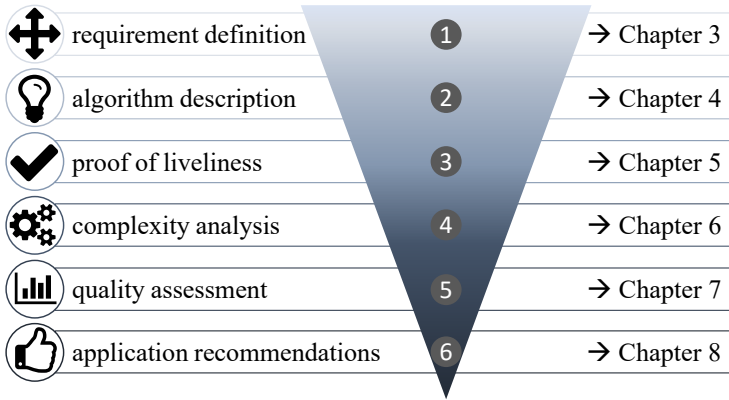 requirement definition 1 → Chapter 3
algorithm description 2 → Chapter 4
proof of liveliness 3 → Chapter 5
complexity analysis 4 → Chapter 6
quality assessment 5 → Chapter 7
application recommendations 6 → Chapter 8